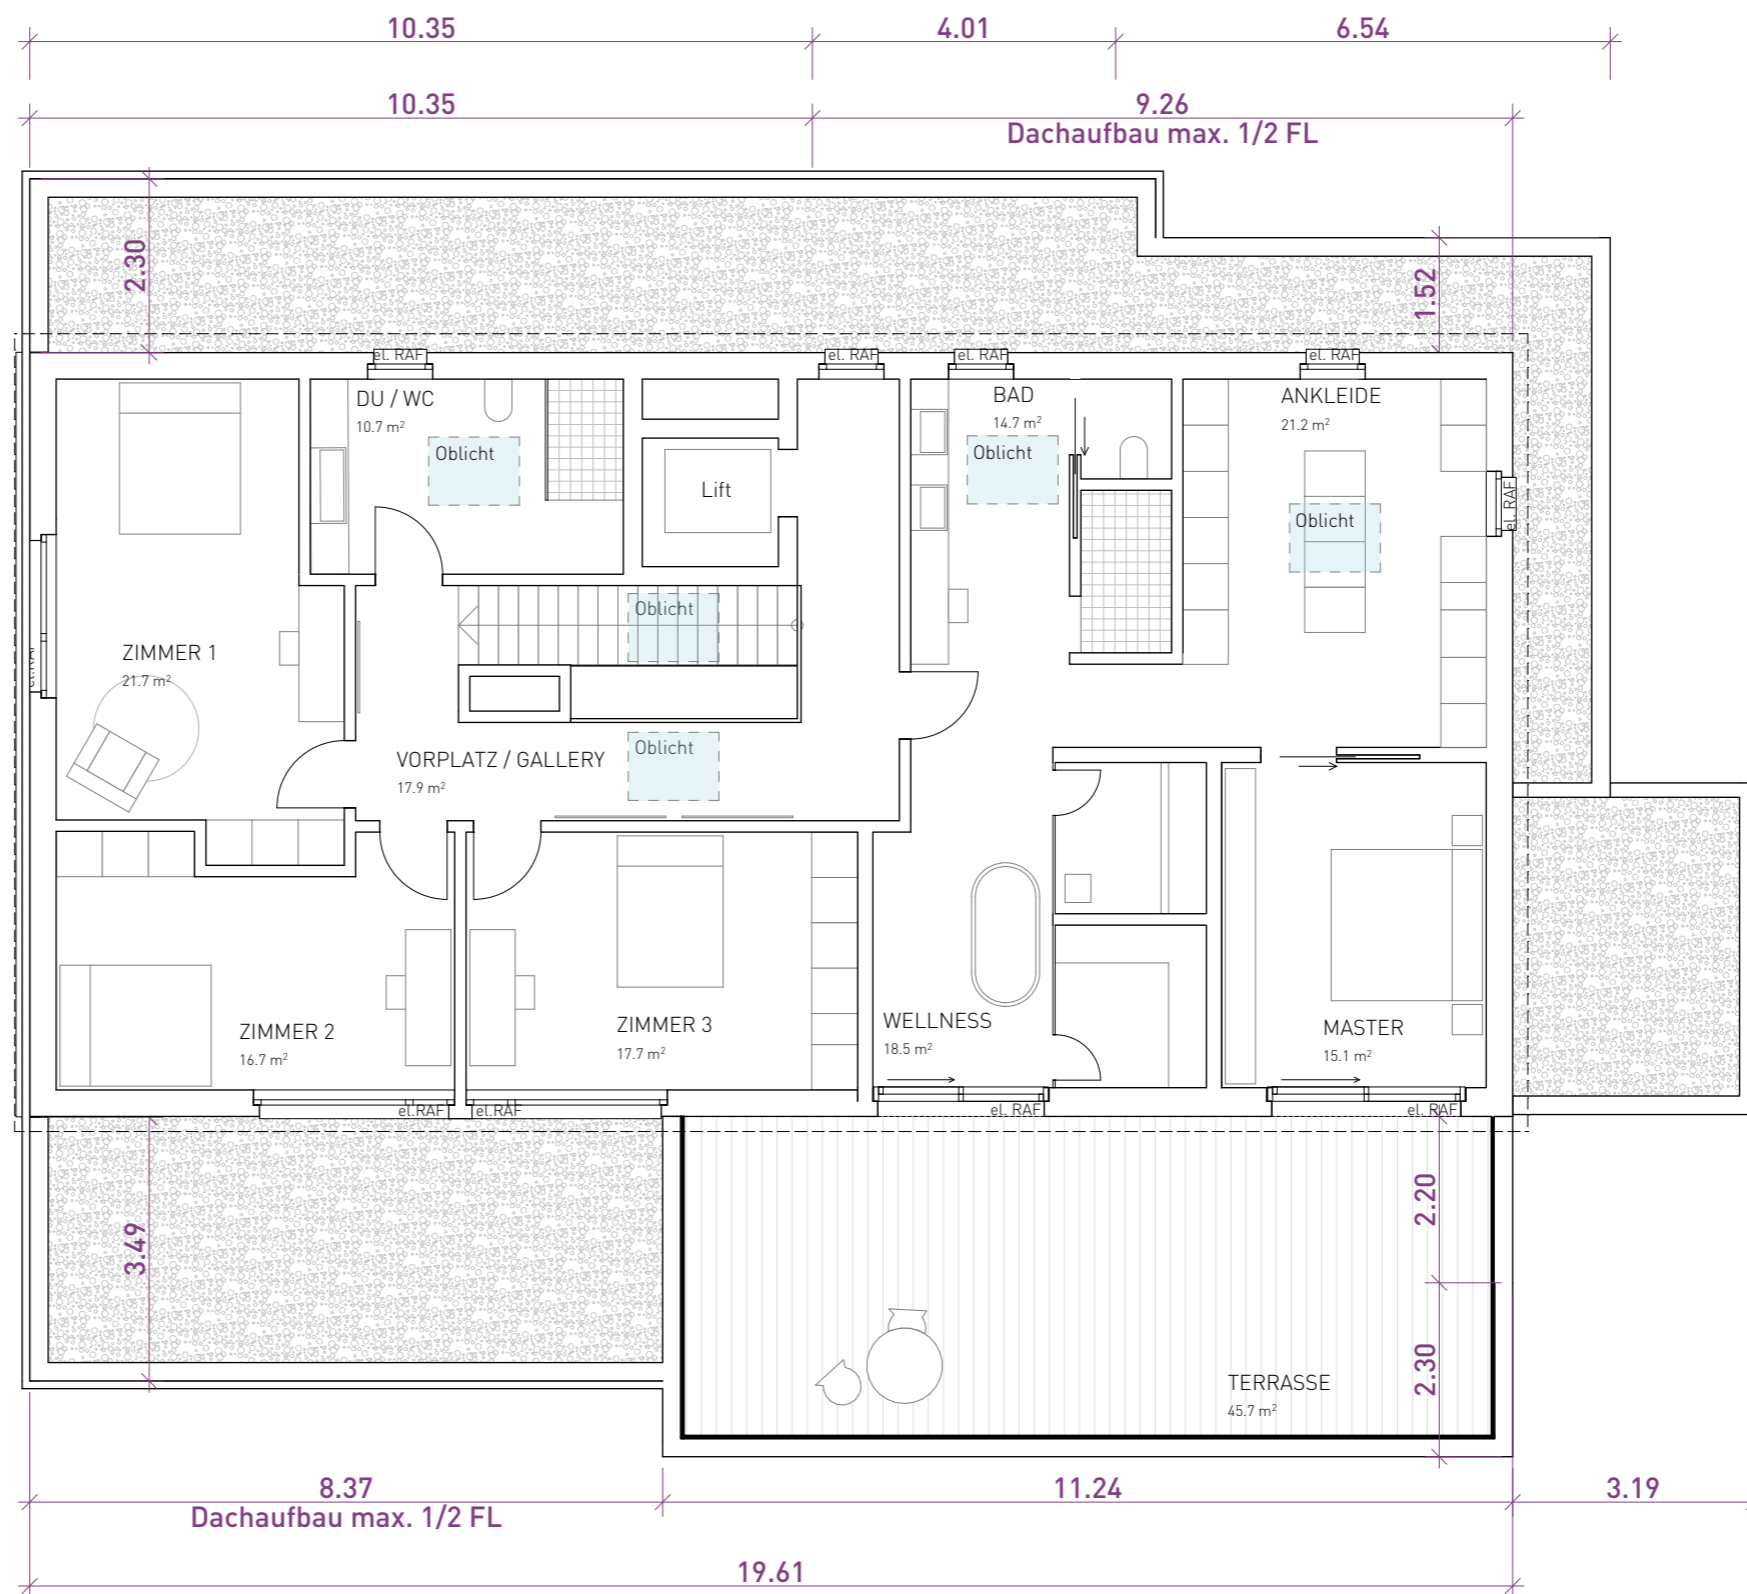 10.35 4.01 6.54
10.35 9.26
Dachaufbau max. 1/2 FL
2.30
1.52
el. RAF
el. RAF
el. RAF
el. RAF
DU / WC
10.7 m²
Oblicht
Lift
BAD
14.7 m²
Oblicht
ANKLEIDE
21.2 m²
Oblicht
el. RAF
Oblicht
ZIMMER 1
21.7 m²
el.RAF
VORPLATZ / GALLERY
17.9 m²
Oblicht
ZIMMER 2
16.7 m²
ZIMMER 3
17.7 m²
WELLNESS
18.5 m²
MASTER
15.1 m²
el.RAF
el.RAF
el. RAF
el. RAF
3.49
2.20
2.30
TERRASSE
45.7 m²
8.37 11.24 3.19
Dachaufbau max. 1/2 FL
19.61